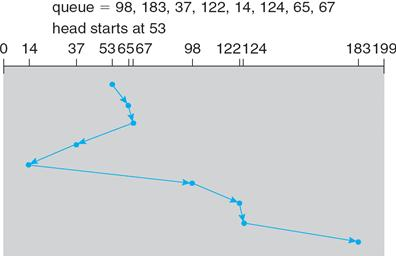 queue = 98, 183, 37, 122, 14, 124, 65, 67
head starts at 53
0 14 37 53 65 67 98 122 124 183 199